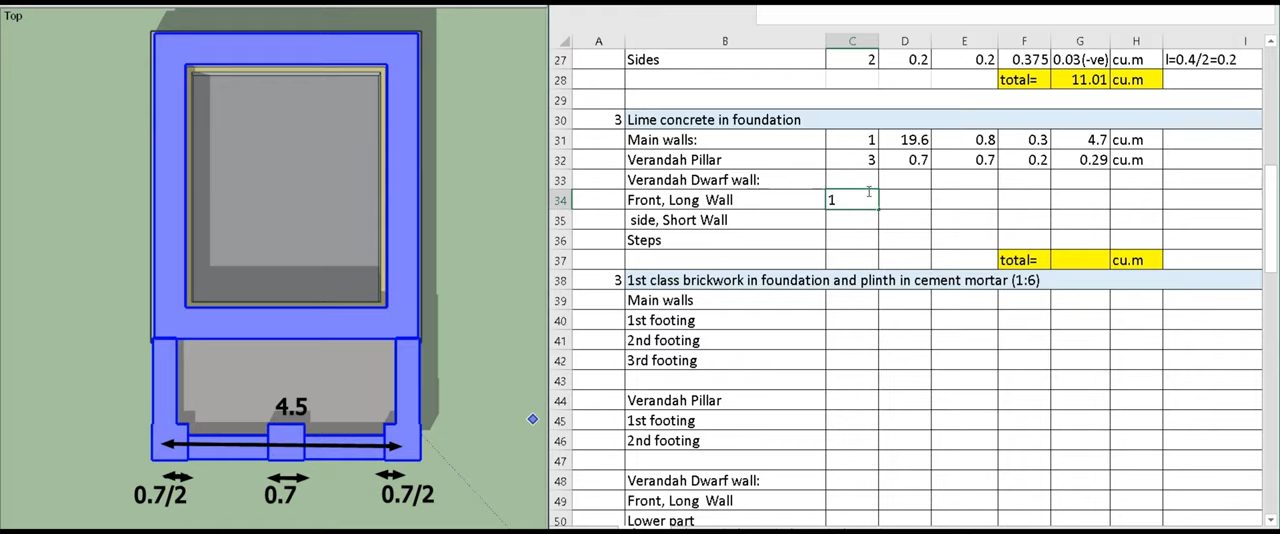 Top
4.5
0.7/2
0.7
0.7/2
A B C D E F G H I
27 Sides 2 0.2 0.2 0.375 0.03(-ve) cu.m l=0.4/2=0.2
28 total= 11.01 cu.m
29
30 3 Lime concrete in foundation
31 Main walls: 1 19.6 0.8 0.3 4.7 cu.m
32 Verandah Pillar 3 0.7 0.7 0.2 0.29 cu.m
33 Verandah Dwarf wall:
34 Front, Long Wall 1
35 side, Short Wall
36 Steps
37 total= cu.m
38 3 1st class brickwork in foundation and plinth in cement mortar (1:6)
39 Main walls
40 1st footing
41 2nd footing
42 3rd footing
43
44 Verandah Pillar
45 1st footing
46 2nd footing
47
48 Verandah Dwarf wall:
49 Front, Long Wall
50 Lower part